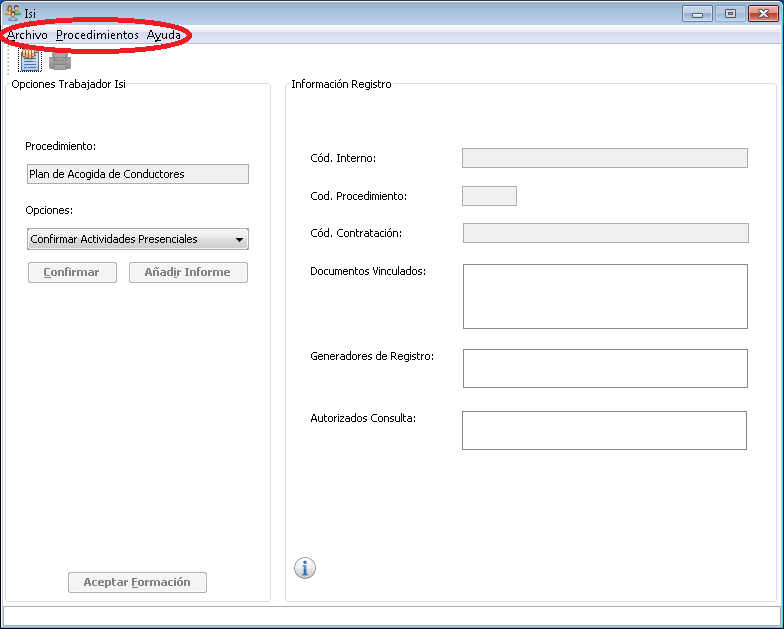 Isi
Archivo Procedimientos Ayuda
Opciones Trabajador Isi
Procedimiento:
Plan de Acogida de Conductores
Opciones:
Confirmar Actividades Presenciales
Confirmar Añadir Informe
Aceptar Formación
Información Registro
Cód. Interno:
Cod. Procedimiento:
Cód. Contratación:
Documentos Vinculados:
Generadores de Registro:
Autorizados Consulta: